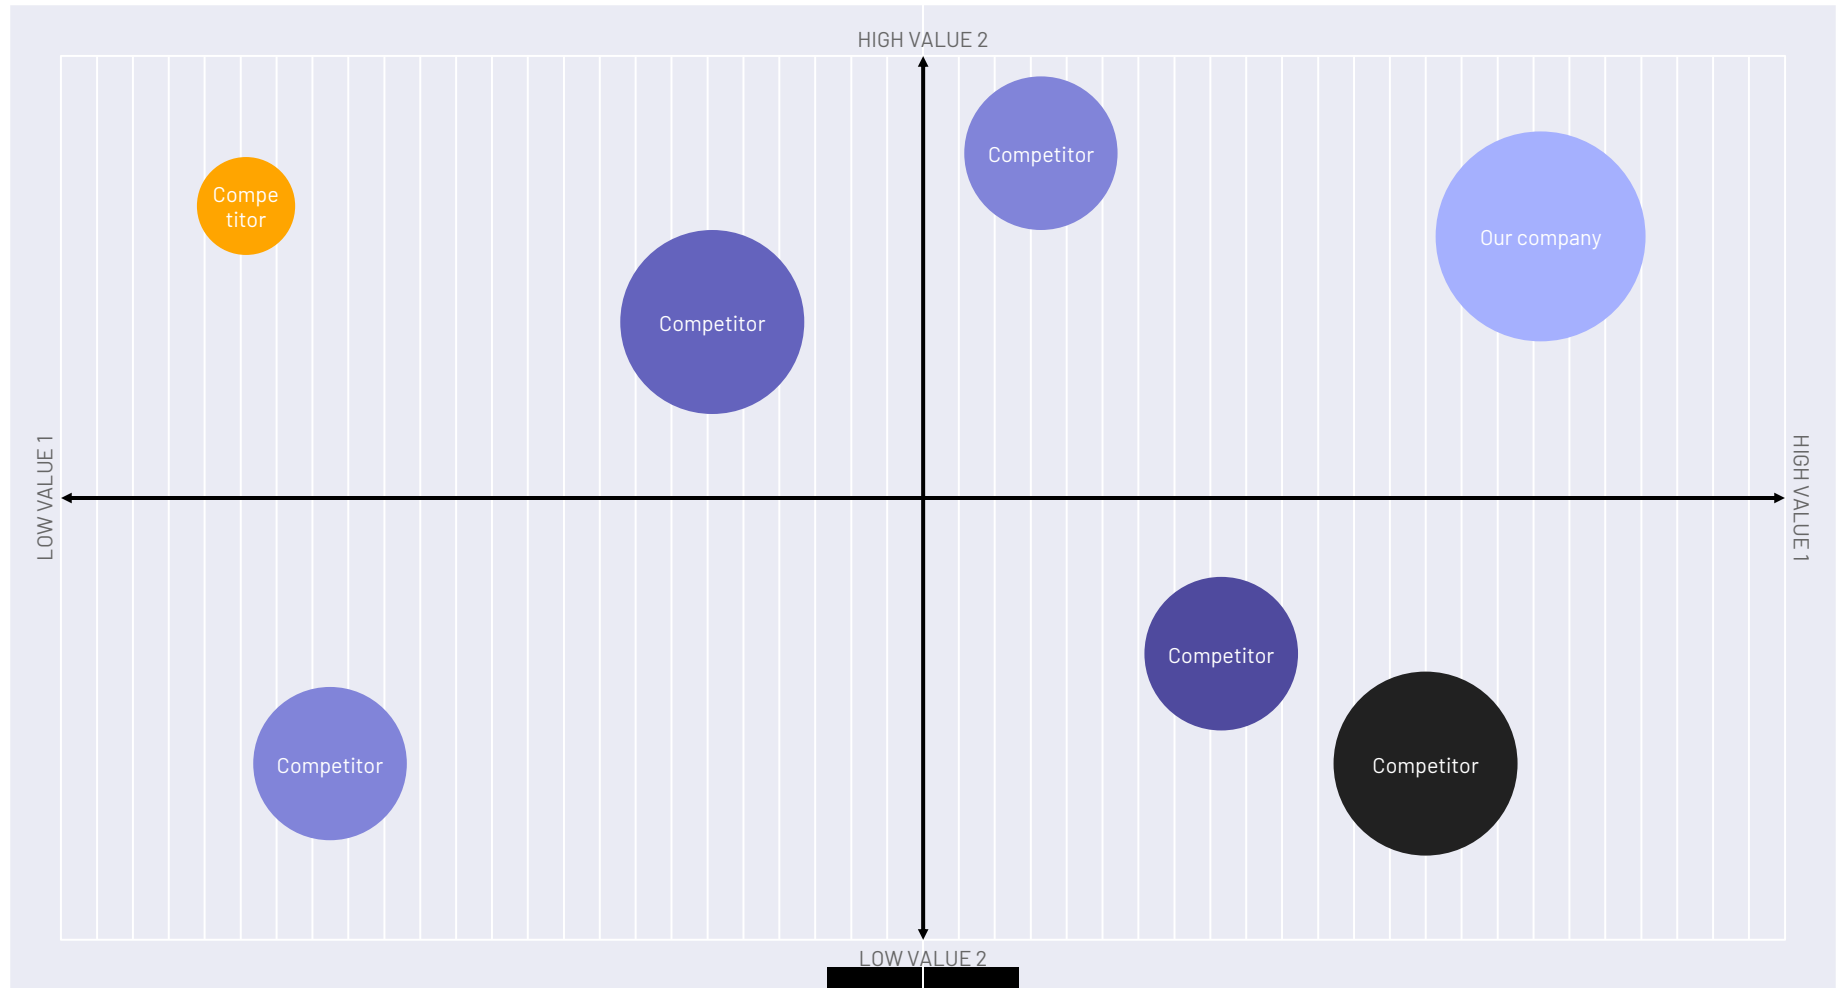 HIGH VALUE 2
Competitor
Compe
titor
Our company
Competitor
LOW VALUE 1
HIGH VALUE 1
Competitor
Competitor
Competitor
LOW VALUE 2